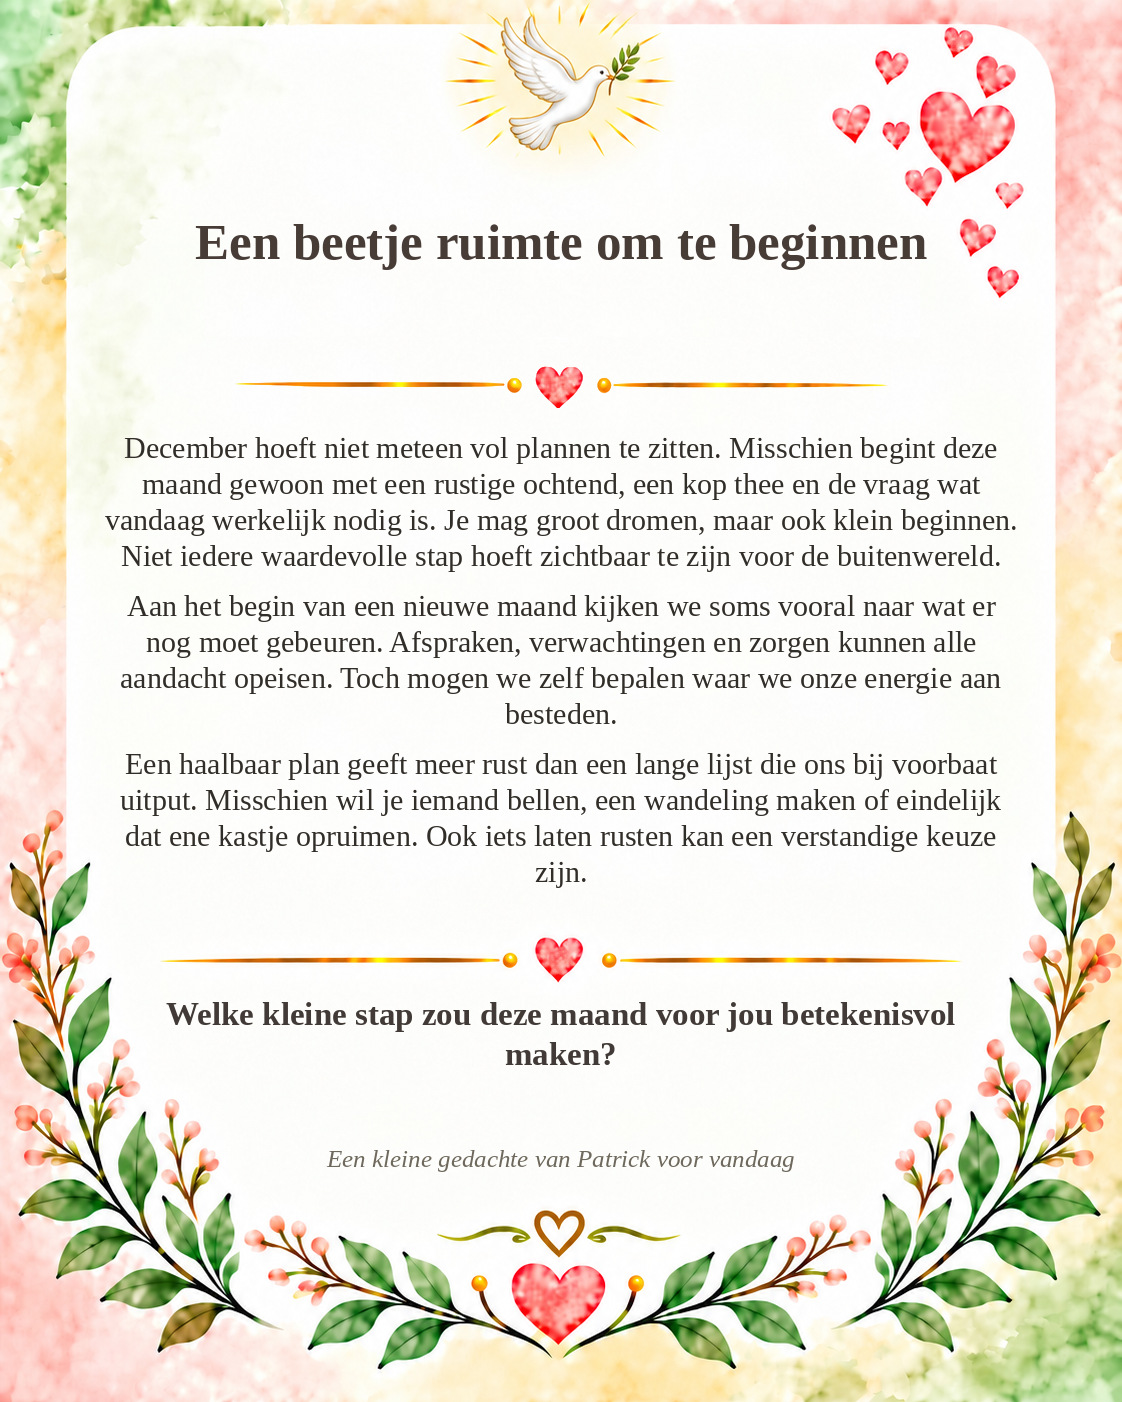 Een beetje ruimte om te beginnen
December hoeft niet meteen vol plannen te zitten. Misschien begint deze
maand gewoon met een rustige ochtend, een kop thee en de vraag wat
vandaag werkelijk nodig is. Je mag groot dromen, maar ook klein beginnen.
Niet iedere waardevolle stap hoeft zichtbaar te zijn voor de buitenwereld.
Aan het begin van een nieuwe maand kijken we soms vooral naar wat er
nog moet gebeuren. Afspraken, verwachtingen en zorgen kunnen alle
aandacht opeisen. Toch mogen we zelf bepalen waar we onze energie aan
besteden.
Een haalbaar plan geeft meer rust dan een lange lijst die ons bij voorbaat
uitput. Misschien wil je iemand bellen, een wandeling maken of eindelijk
dat ene kastje opruimen. Ook iets laten rusten kan een verstandige keuze
zijn.
Welke kleine stap zou deze maand voor jou betekenisvol
maken?
Een kleine gedachte van Patrick voor vandaag